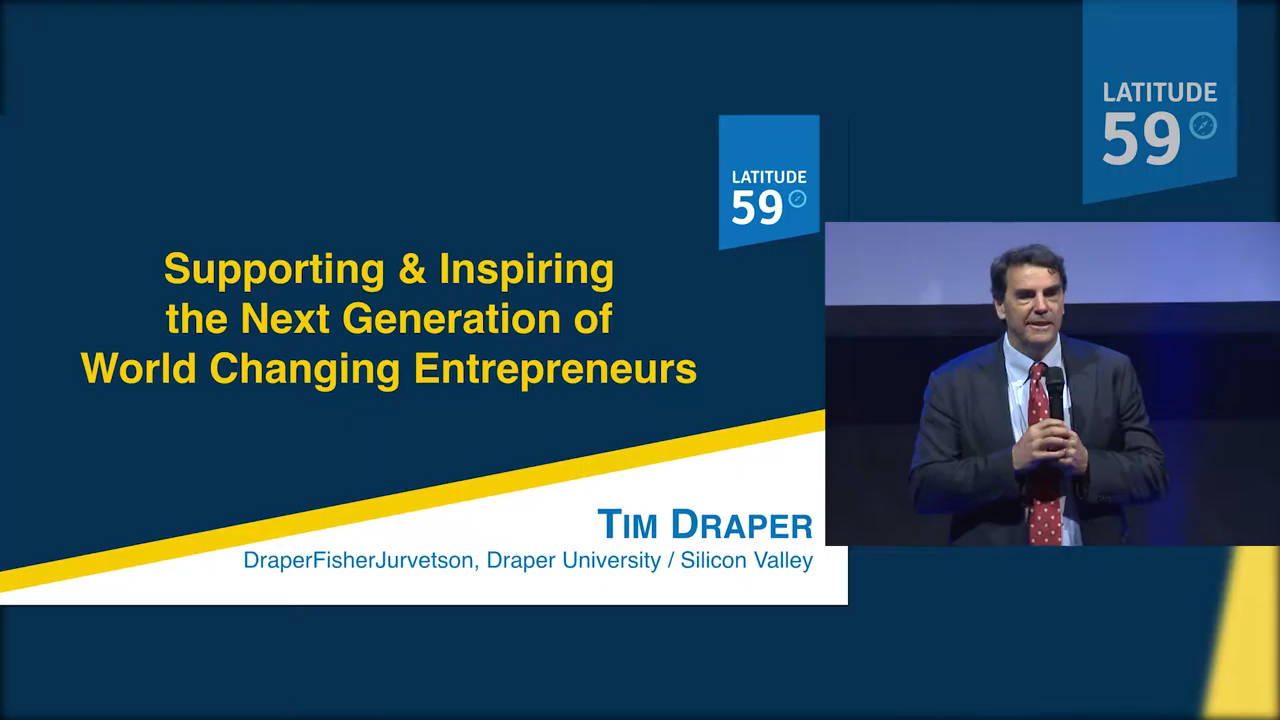 LATITUDE
59
LATITUDE
59
Supporting & Inspiring
the Next Generation of
World Changing Entrepreneurs
TIM DRAPER
DraperFisherJurvetson, Draper University / Silicon Valley